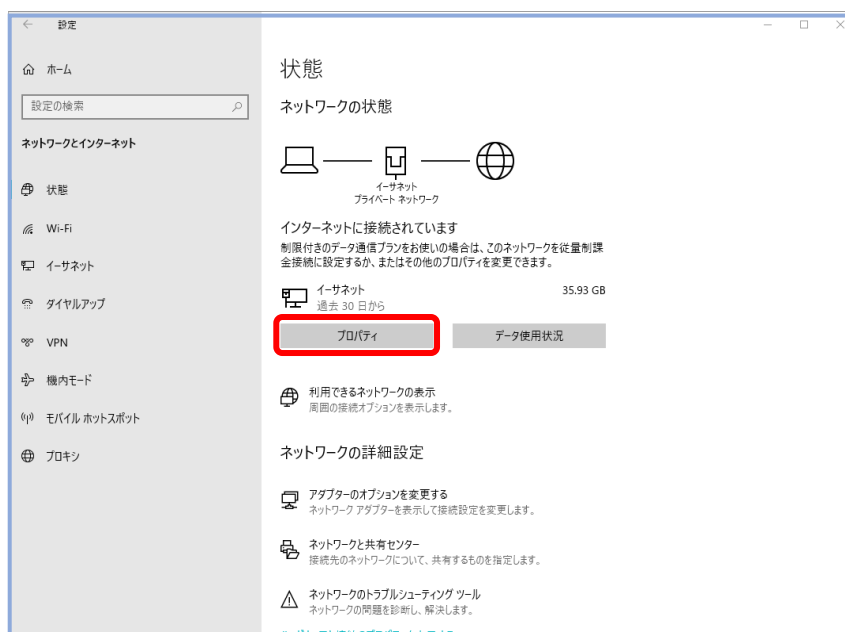 設定
ホーム
設定の検索
ネットワークとインターネット
状態
Wi-Fi
イーサネット
ダイヤルアップ
VPN
機内モード
モバイル ホットスポット
プロキシ
状態
ネットワークの状態
イーサネット
プライベート ネットワーク
インターネットに接続されています
制限付きのデータ通信プランをお使いの場合は、このネットワークを従量制課
金接続に設定するか、またはその他のプロパティを変更できます。
イーサネット 35.93 GB
過去 30 日から
プロパティ データ使用状況
利用できるネットワークの表示
周囲の接続オプションを表示します。
ネットワークの詳細設定
アダプターのオプションを変更する
ネットワーク アダプターを表示して接続設定を変更します。
ネットワークと共有センター
接続先のネットワークについて、共有するものを指定します。
ネットワークのトラブルシューティング ツール
ネットワークの問題を診断し、解決します。